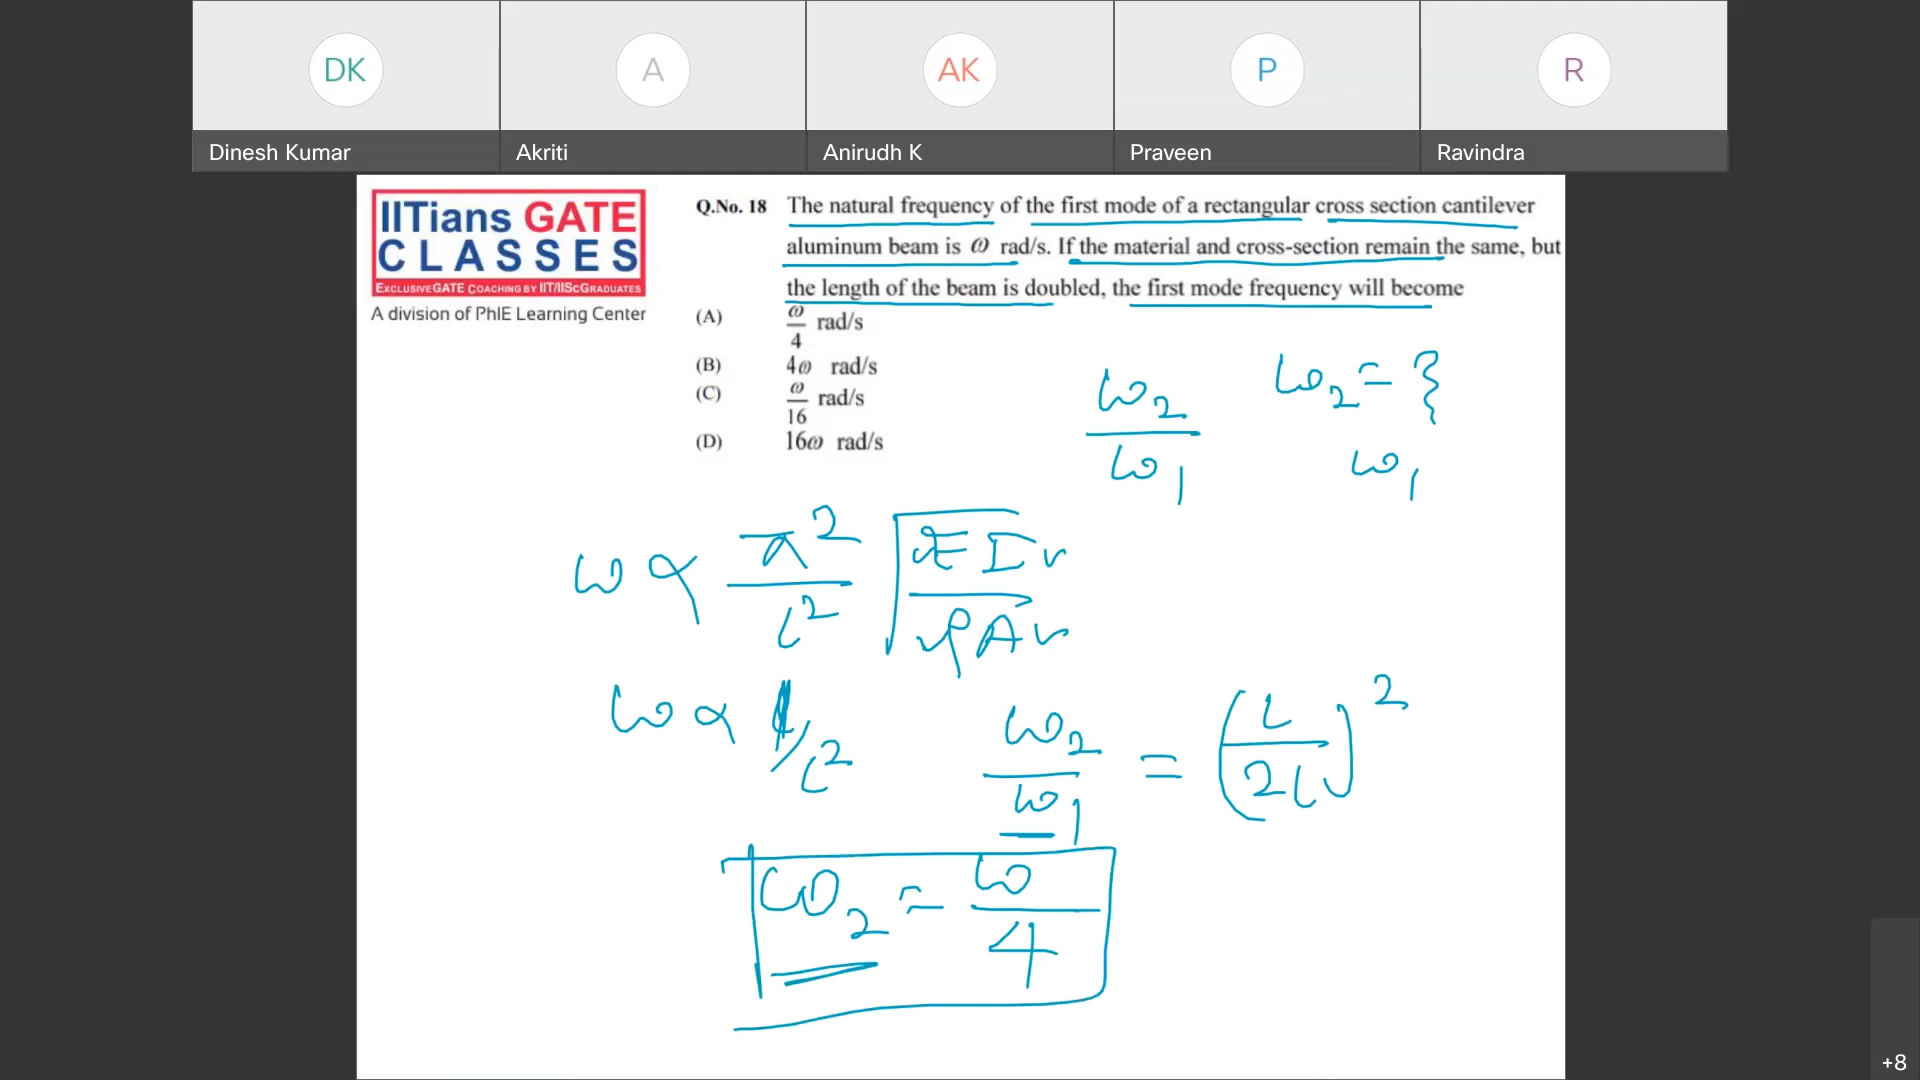 DK A AK P R
Dinesh Kumar Akriti Anirudh K Praveen Ravindra
IITians GATE
CLASSES
EXCLUSIVE GATE COACHING BY IIT/IISc GRADUATES
A division of PhIE Learning Center
Q.No. 18 The natural frequency of the first mode of a rectangular cross section cantilever
aluminum beam is ω rad/s. If the material and cross-section remain the same, but
the length of the beam is doubled, the first mode frequency will become
(A) ω/4 rad/s
(B) 4ω rad/s
(C) ω/16 rad/s
(D) 16ω rad/s
ω₂/ω₁ ω₂ = }
ω₁
ω ∝ π²/L² √(EI/ρA)
ω ∝ 1/L²
ω₂/ω₁ = (L/2L)²
ω₂ = ω/4
+8